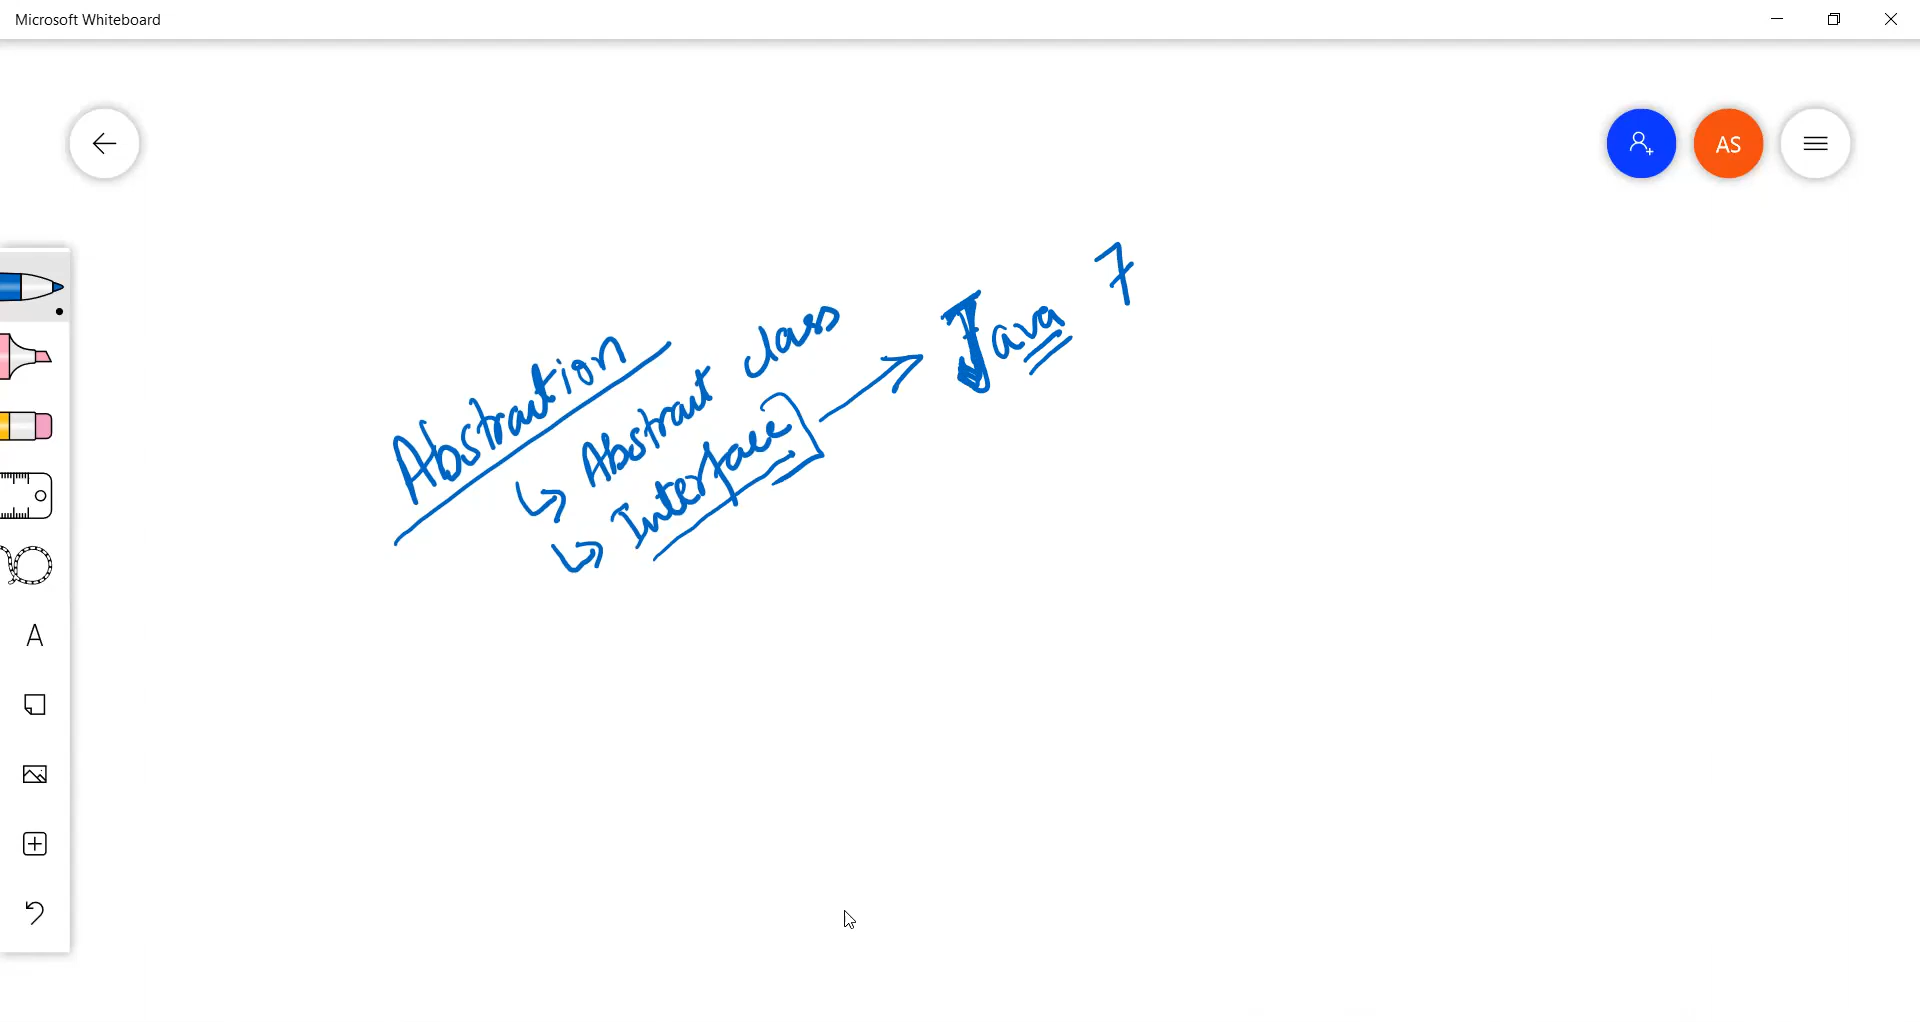 Microsoft Whiteboard
AS
Abstraction
↳ Abstract class
↳ Interface → Java 7
A